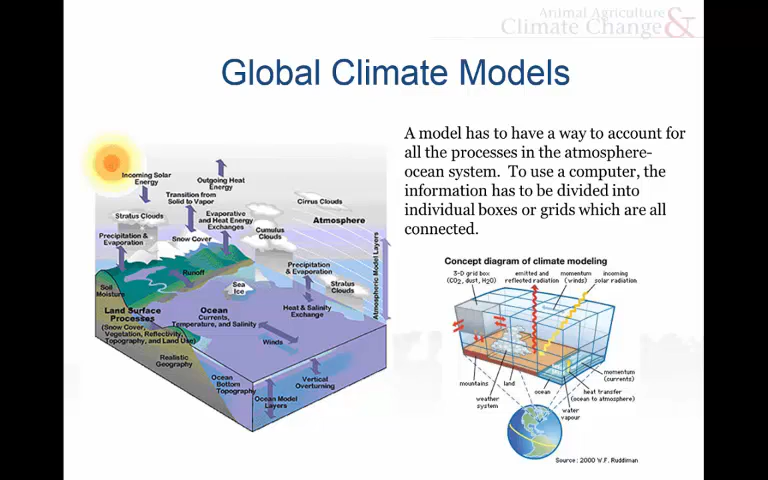 Animal Agriculture
Climate Change &
Global Climate Models
A model has to have a way to account for
all the processes in the atmosphere-
ocean system. To use a computer, the
information has to be divided into
individual boxes or grids which are all
connected.
Incoming Solar
Energy
Outgoing Heat
Energy
Transition from
Solid to Vapor
Cirrus Clouds
Stratus Clouds
Evaporative
and Heat Energy
Exchanges
Atmosphere
Cumulus
Clouds
Precipitation &
Evaporation
Snow Cover
Atmospheric Model Layers
Precipitation
& Evaporation
Runoff
Stratus
Clouds
Soil
Moisture
Sea
Ice
Land Surface
Processes
(Snow Cover,
Vegetation, Reflectivity,
Topography, and Land Use)
Ocean
Currents,
Temperature, and Salinity
Heat & Salinity
Exchange
Winds
Realistic
Geography
Ocean
Bottom
Topography
Vertical
Overturning
Ocean Model
Layers
Concept diagram of climate modeling
3-D grid box
(CO2, dust, H2O)
emitted and
reflected radiation
momentum
(winds)
incoming
solar radiation
mountains
land
weather
system
ocean
momentum
(currents)
heat transfer
(ocean to atmosphere)
water
vapour
Source: 2000 W.F. Ruddiman